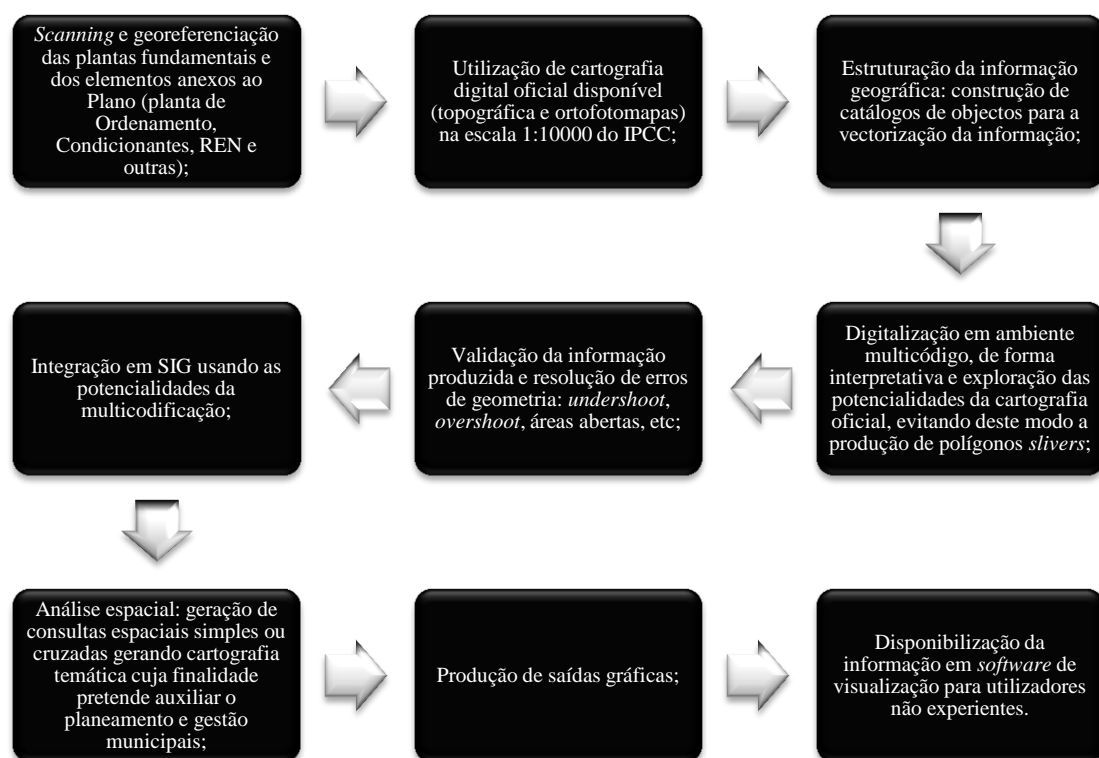 Scanning e georeferenciação
das plantas fundamentais e
dos elementos anexos ao
Plano (planta de
Ordenamento,
Condicionantes, REN e
outras);
Utilização de cartografia
digital oficial disponível
(topográfica e ortofotomapas)
na escala 1:10000 do IPCC;
Estruturação da informação
geográfica: construção de
catálogos de objectos para a
vectorização da informação;
Digitalização em ambiente
multicódigo, de forma
interpretativa e exploração das
potencialidades da cartografia
oficial, evitando deste modo a
produção de polígonos slivers;
Validação da informação
produzida e resolução de erros
de geometria: undershoot,
overshoot, áreas abertas, etc;
Integração em SIG usando as
potencialidades da
multicodificação;
Análise espacial: geração de
consultas espaciais simples ou
cruzadas gerando cartografia
temática cuja finalidade
pretende auxiliar o
planeamento e gestão
municipais;
Produção de saídas gráficas;
Disponibilização da
informação em software de
visualização para utilizadores
não experientes.